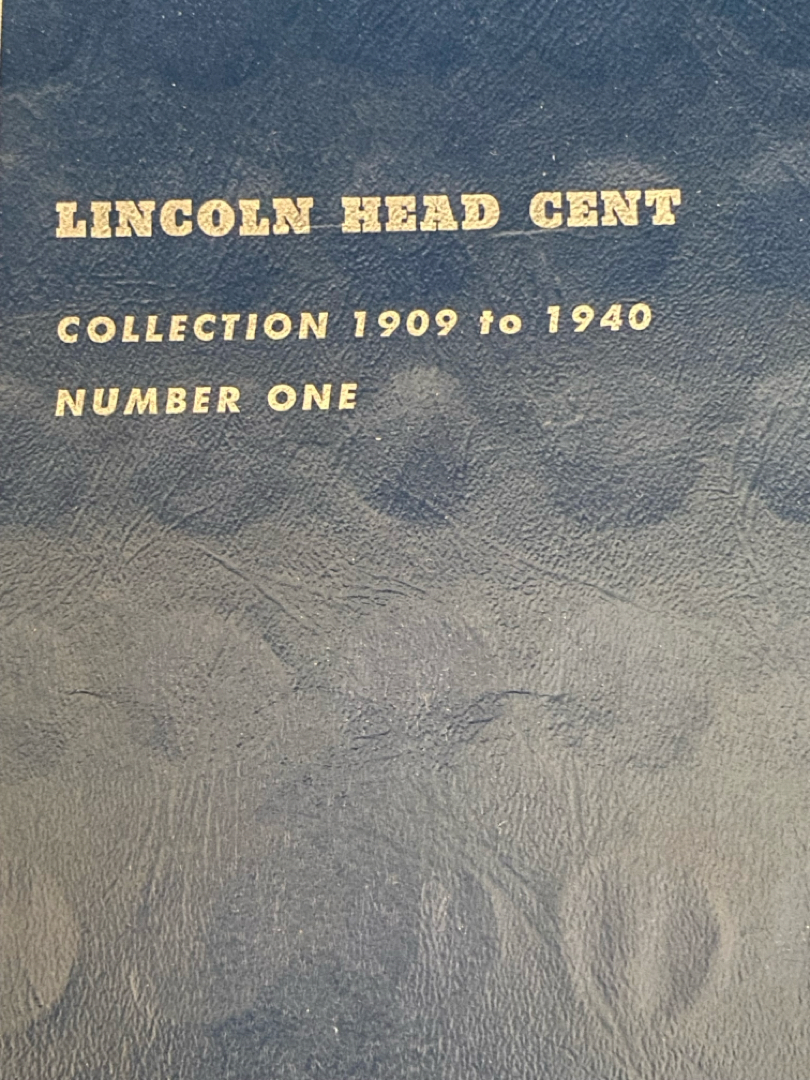 LINCOLN HEAD CENT
COLLECTION 1909 to 1940
NUMBER ONE